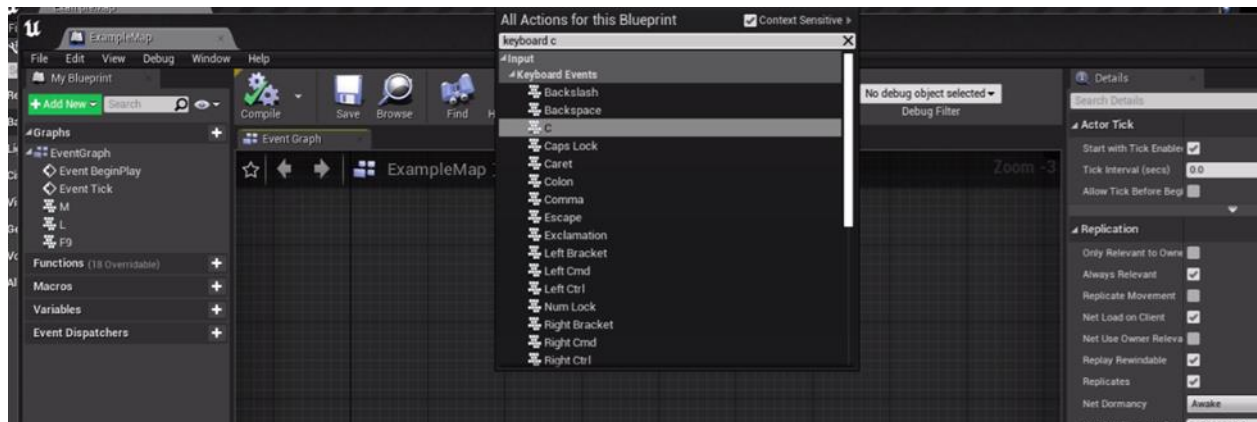 ExampleMap
All Actions for this Blueprint
Context Sensitive
ExampleMap
keyboard c
File Edit View Debug Window Help
Input
My Blueprint
Keyboard Events
Details
Add New
Search
Backslash
No debug object selected
Search Details
Compile
Save
Browse
Find
Backspace
Debug Filter
Actor Tick
C
Graphs
Event Graph
Caps Lock
Start with Tick Enable
EventGraph
Event BeginPlay
ExampleMap
Caret
Zoom -3
Tick Interval (secs)
0.0
Event Tick
Colon
Allow Tick Before Begi
M
Comma
L
Escape
Replication
F9
Exclamation
Only Relevant to Owne
Functions (18 Overridable)
Left Bracket
Always Relevant
Macros
Left Cmd
Replicate Movement
Left Ctrl
Variables
Num Lock
Net Load on Client
Event Dispatchers
Right Bracket
Net Use Owner Releva
Right Cmd
Replay Rewindable
Right Ctrl
Replicates
Net Dormancy
Awake